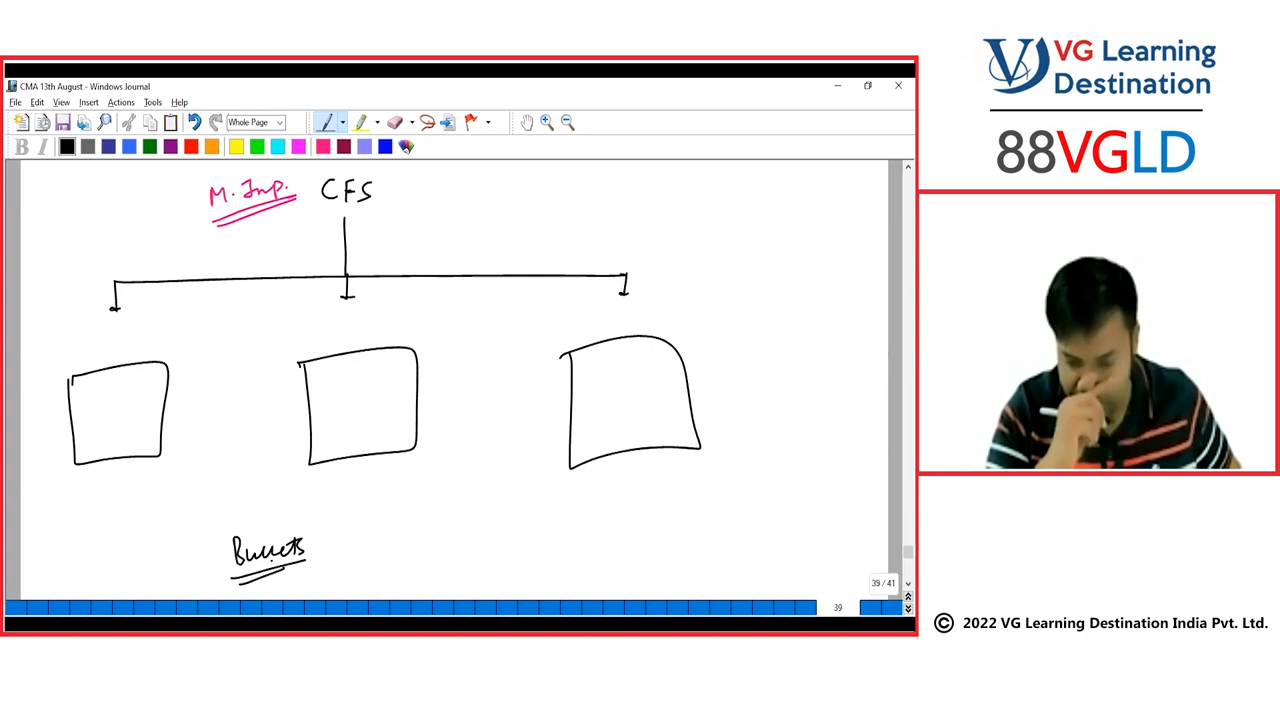 VG Learning
Destination
88VGLD
CMA 13th August - Windows Journal
File Edit View Insert Actions Tools Help
Whole Page
B I
M. Imp. CFS
Bullets
39 / 41
39
© 2022 VG Learning Destination India Pvt. Ltd.